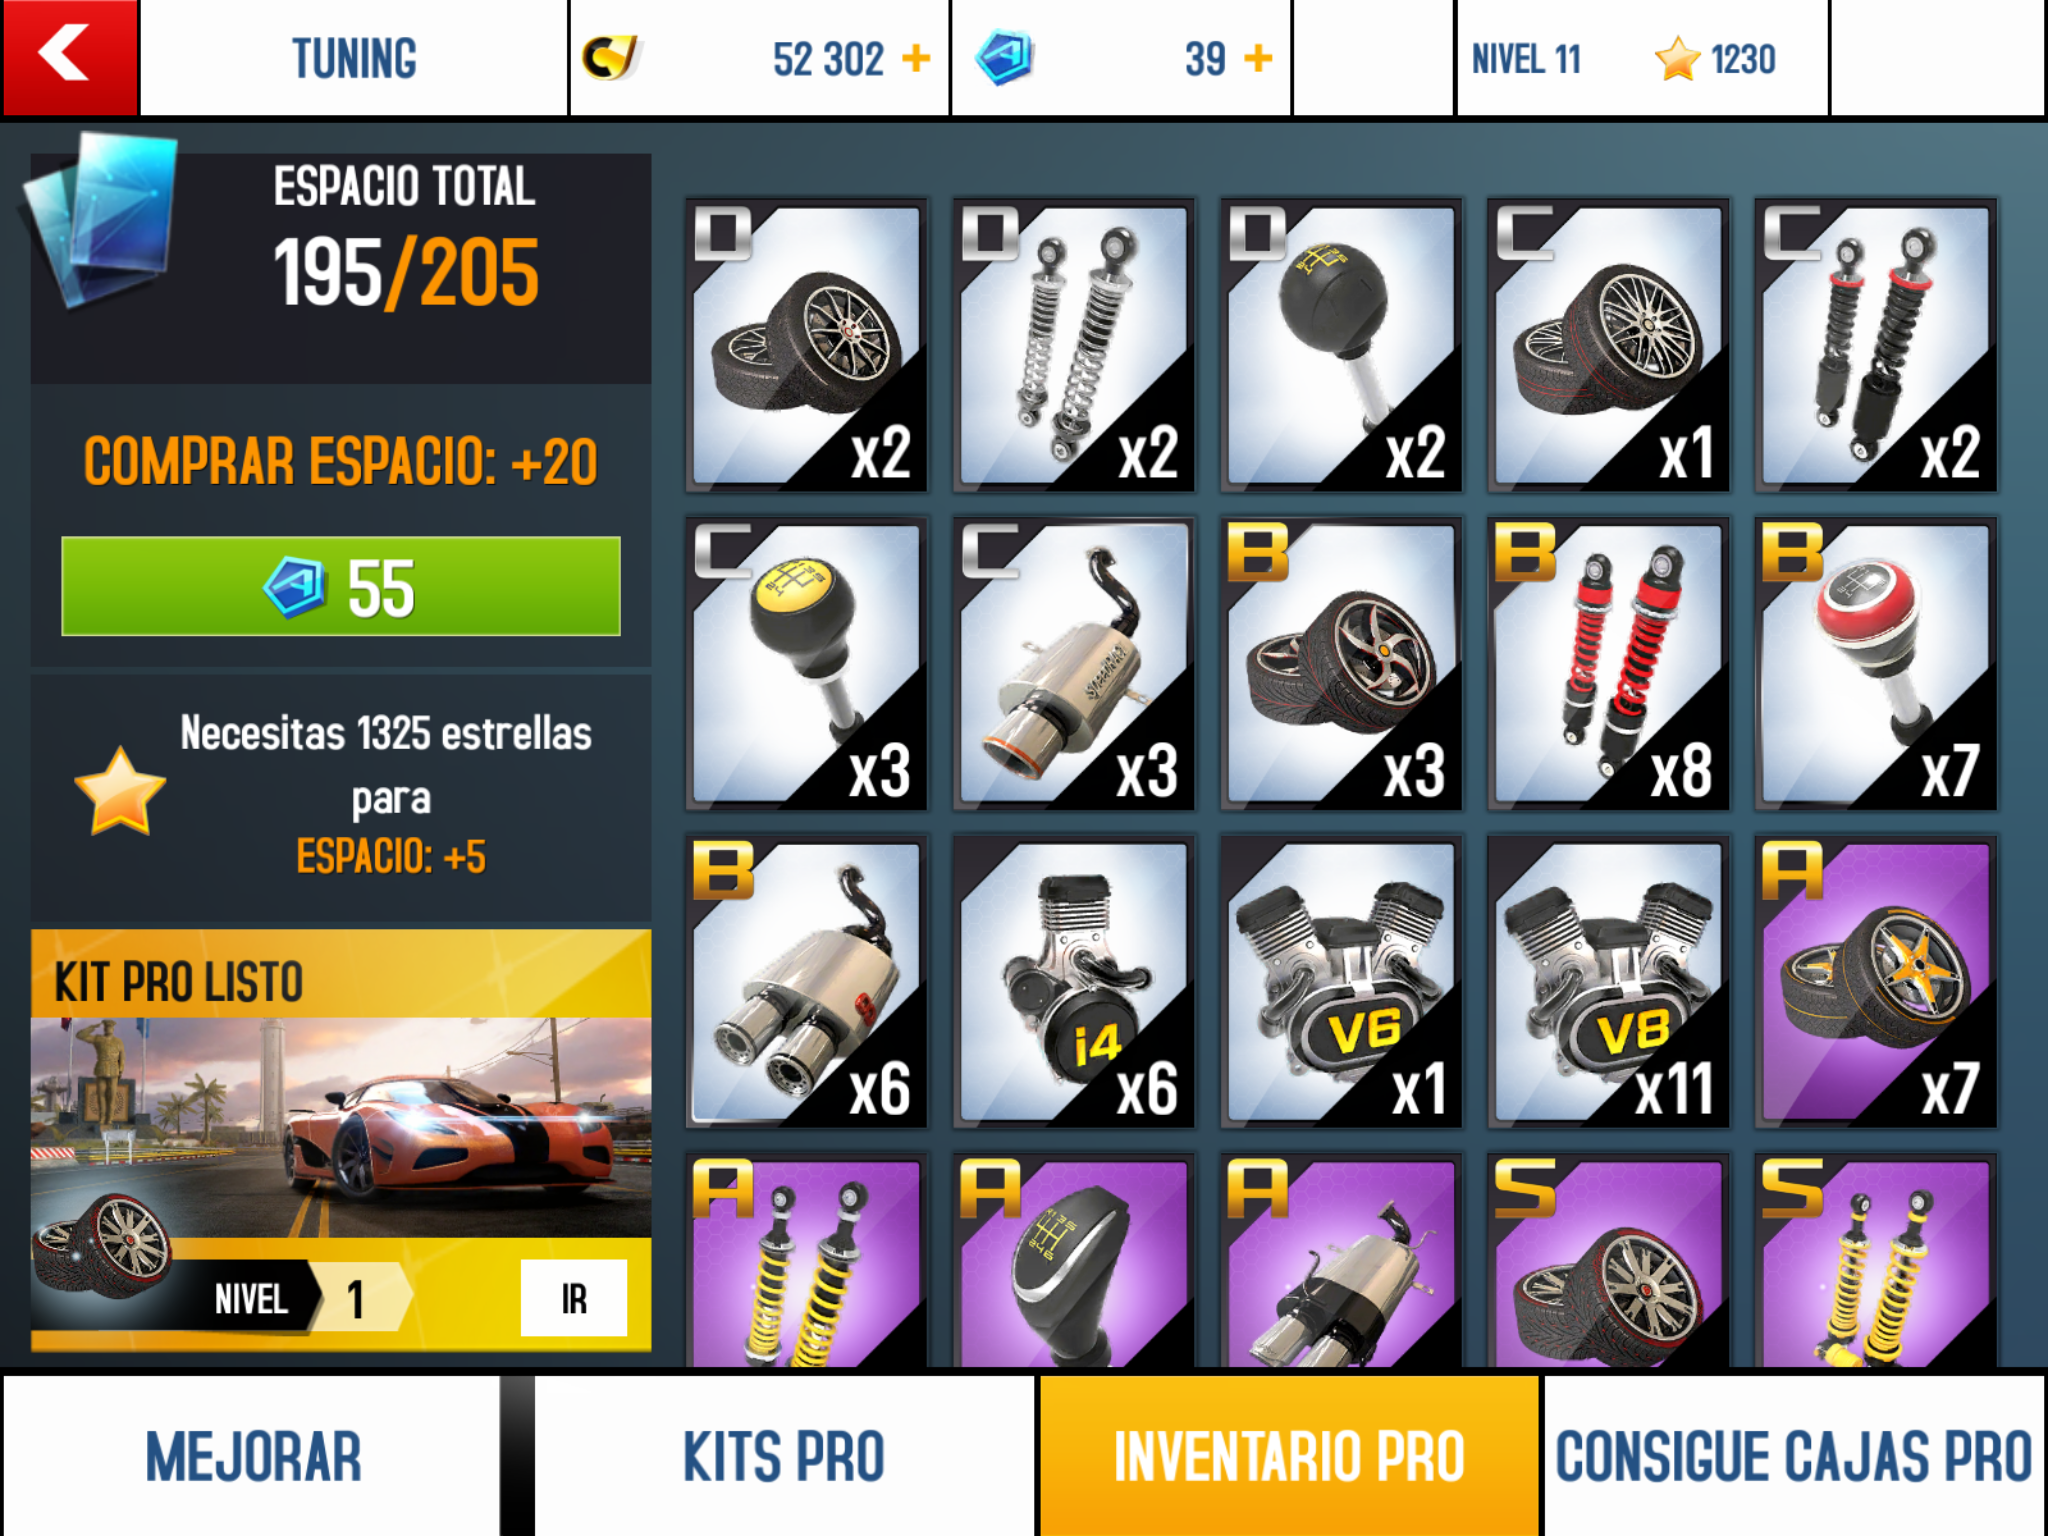 TUNING
52 302 +
39 +
NIVEL 11
1230
ESPACIO TOTAL
195/205
COMPRAR ESPACIO: +20
55
Necesitas 1325 estrellas
para
ESPACIO: +5
KIT PRO LISTO
NIVEL 1
IR
D x2
D x2
D x2
C x1
C x2
C x3
C x3
B x3
B x8
B x7
B x6
i4 x6
V6 x1
V8 x11
A x7
A
A
A
S
S
MEJORAR
KITS PRO
INVENTARIO PRO
CONSIGUE CAJAS PRO